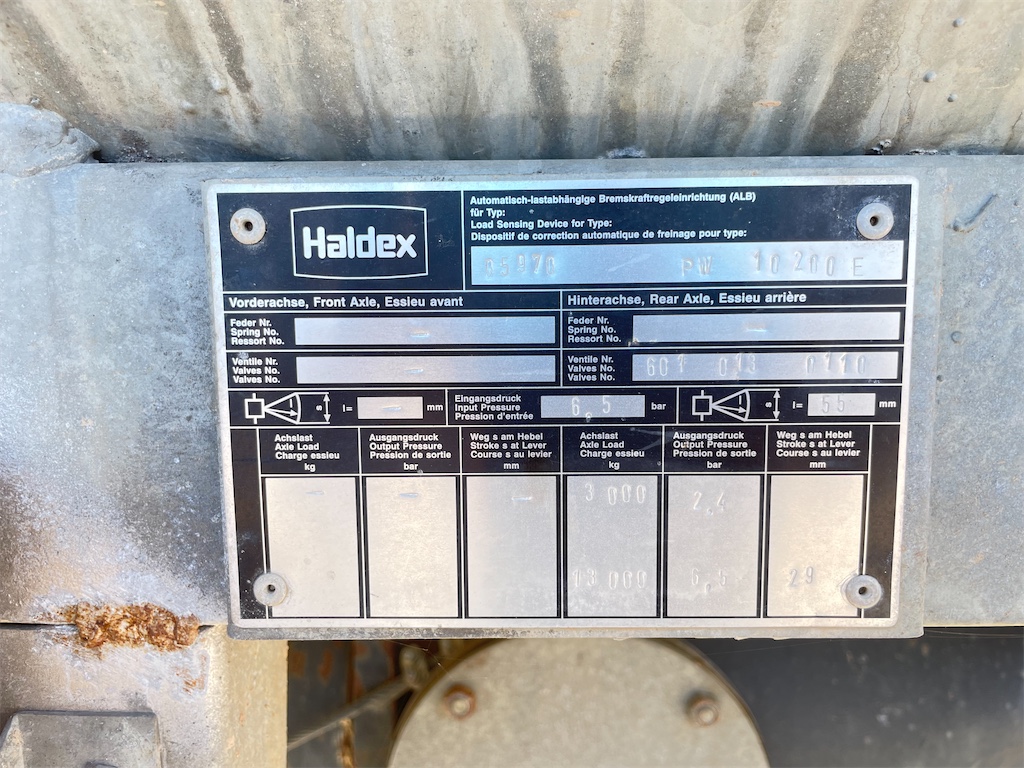 Haldex
Automatisch-lastabhängige Bremskraftregeleinrichtung (ALB)
für Typ:
Load Sensing Device for Type:
Dispositif de correction automatique de freinage pour type:
PW 10 200 E
Vorderachse, Front Axle, Essieu avant
Hinterachse, Rear Axle, Essieu arrière
Feder Nr.
Spring No.
Ressort No.
-
Feder Nr.
Spring No.
Ressort No.
-
Ventile Nr.
Valves No.
Valves No.
-
Ventile Nr.
Valves No.
Valves No.
601 013 0110
s
l= - mm
Eingangsdruck
Input Pressure
Pression d'entrée
6,5 bar
s
l= 55 mm
Achslast
Axle Load
Charge essieu
kg
Ausgangsdruck
Output Pressure
Pression de sortie
bar
Weg s am Hebel
Stroke s at Lever
Course s au levier
mm
Achslast
Axle Load
Charge essieu
kg
Ausgangsdruck
Output Pressure
Pression de sortie
bar
Weg s am Hebel
Stroke s at Lever
Course s au levier
mm
- - - 3 000 2,4
13 000 6,5 29